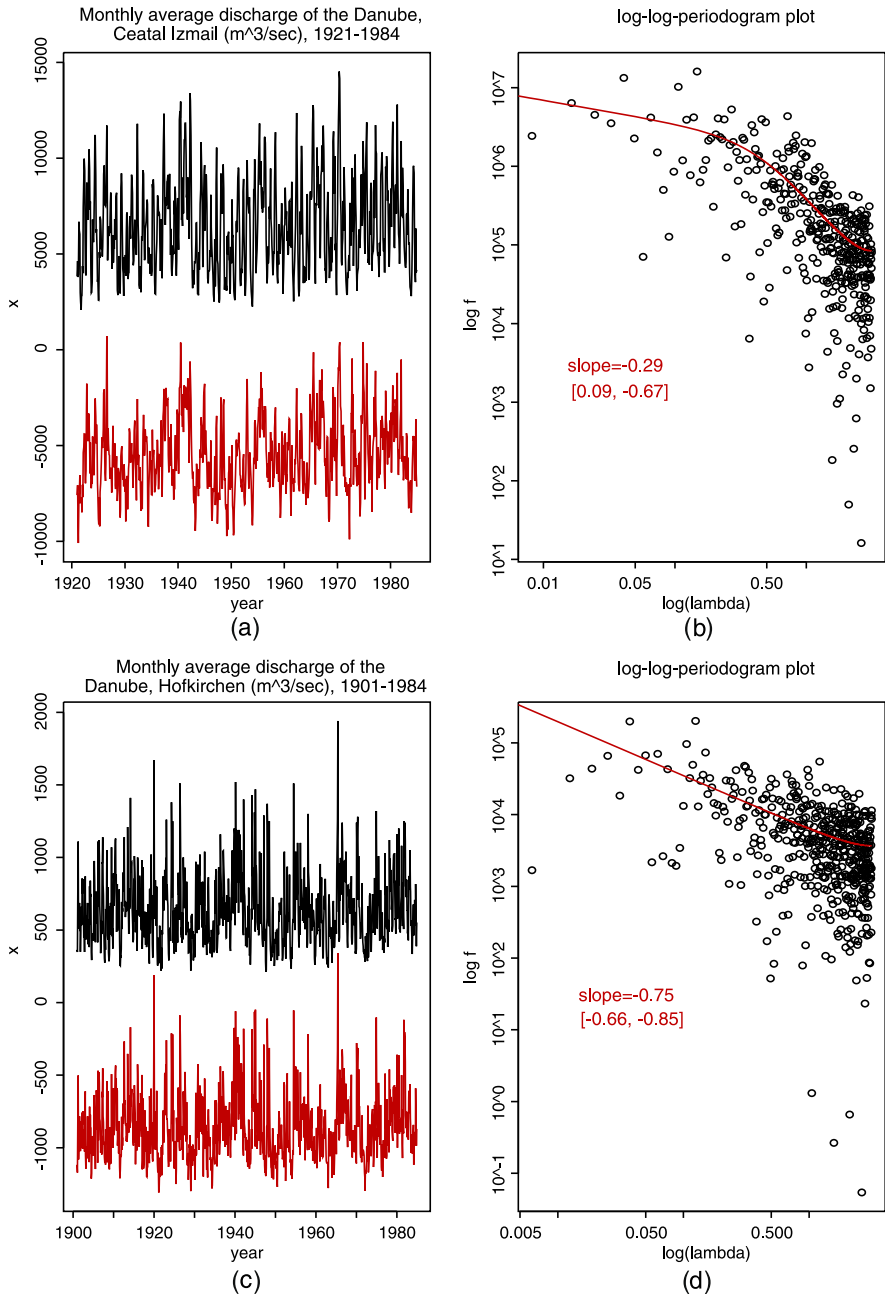 Monthly average discharge of the Danube,
Ceatal Izmail (m^3/sec), 1921-1984
15000
10000
5000
0
-5000
-10000
x
1920 1930 1940 1950 1960 1970 1980
year
(a)
log-log-periodogram plot
10^7
10^6
10^5
10^4
10^3
10^2
10^1
log f
slope=-0.29
[0.09, -0.67]
0.01 0.05 0.50
log(lambda)
(b)
Monthly average discharge of the
Danube, Hofkirchen (m^3/sec), 1901-1984
2000
1500
1000
500
0
-500
-1000
x
1900 1920 1940 1960 1980
year
(c)
log-log-periodogram plot
10^5
10^4
10^3
10^2
10^1
10^0
10^-1
log f
slope=-0.75
[-0.66, -0.85]
0.005 0.050 0.500
log(lambda)
(d)